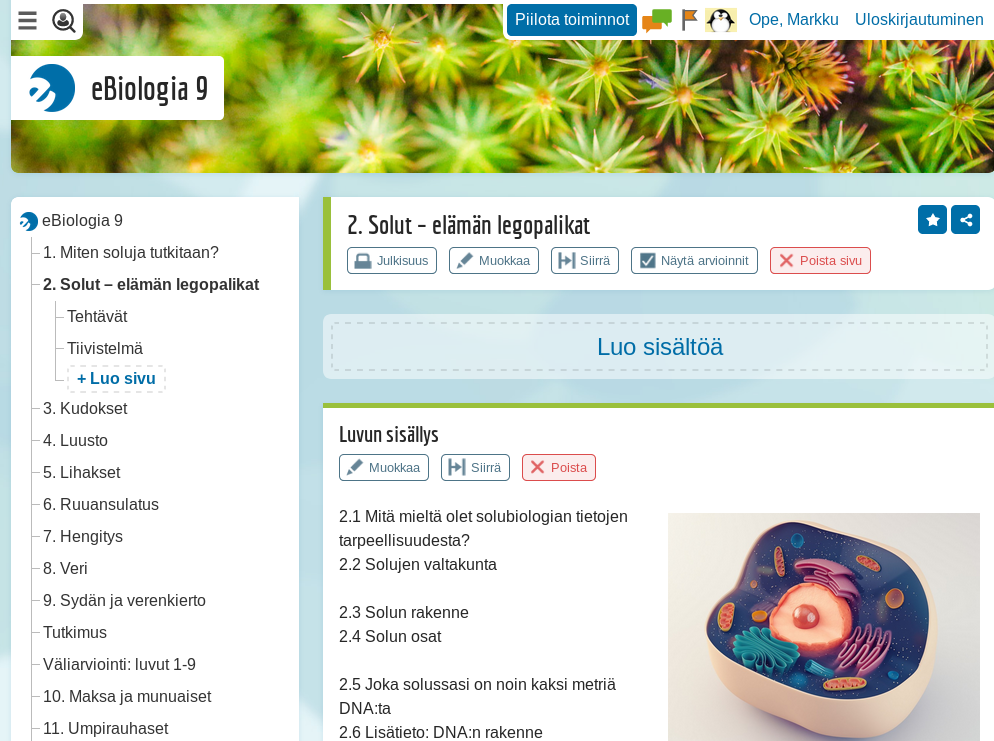 Piilota toiminnot
Ope, Markku
Uloskirjautuminen
eBiologia 9
eBiologia 9
1. Miten soluja tutkitaan?
2. Solut – elämän legopalikat
Tehtävät
Tiivistelmä
+ Luo sivu
3. Kudokset
4. Luusto
5. Lihakset
6. Ruuansulatus
7. Hengitys
8. Veri
9. Sydän ja verenkierto
Tutkimus
Väliarviointi: luvut 1-9
10. Maksa ja munuaiset
11. Umpirauhaset
2. Solut – elämän legopalikat
Julkisuus
Muokkaa
Siirrä
Näytä arvioinnit
Poista sivu
Luo sisältöä
Luvun sisällys
Muokkaa
Siirrä
Poista
2.1 Mitä mieltä olet solubiologian tietojen
tarpeellisuudesta?
2.2 Solujen valtakunta
2.3 Solun rakenne
2.4 Solun osat
2.5 Joka solussasi on noin kaksi metriä
DNA:ta
2.6 Lisätieto: DNA:n rakenne